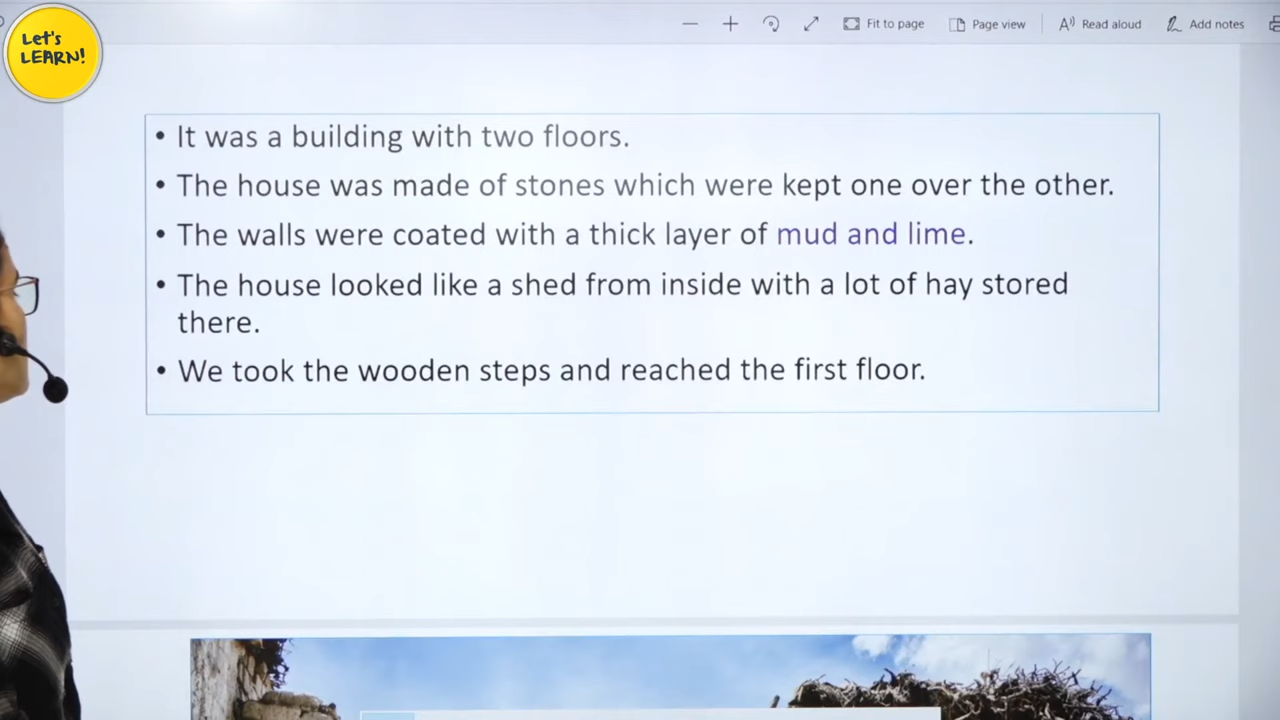 Let's
LEARN!
Fit to page
Page view
Read aloud
Add notes
• It was a building with two floors.
• The house was made of stones which were kept one over the other.
• The walls were coated with a thick layer of mud and lime.
• The house looked like a shed from inside with a lot of hay stored
there.
• We took the wooden steps and reached the first floor.